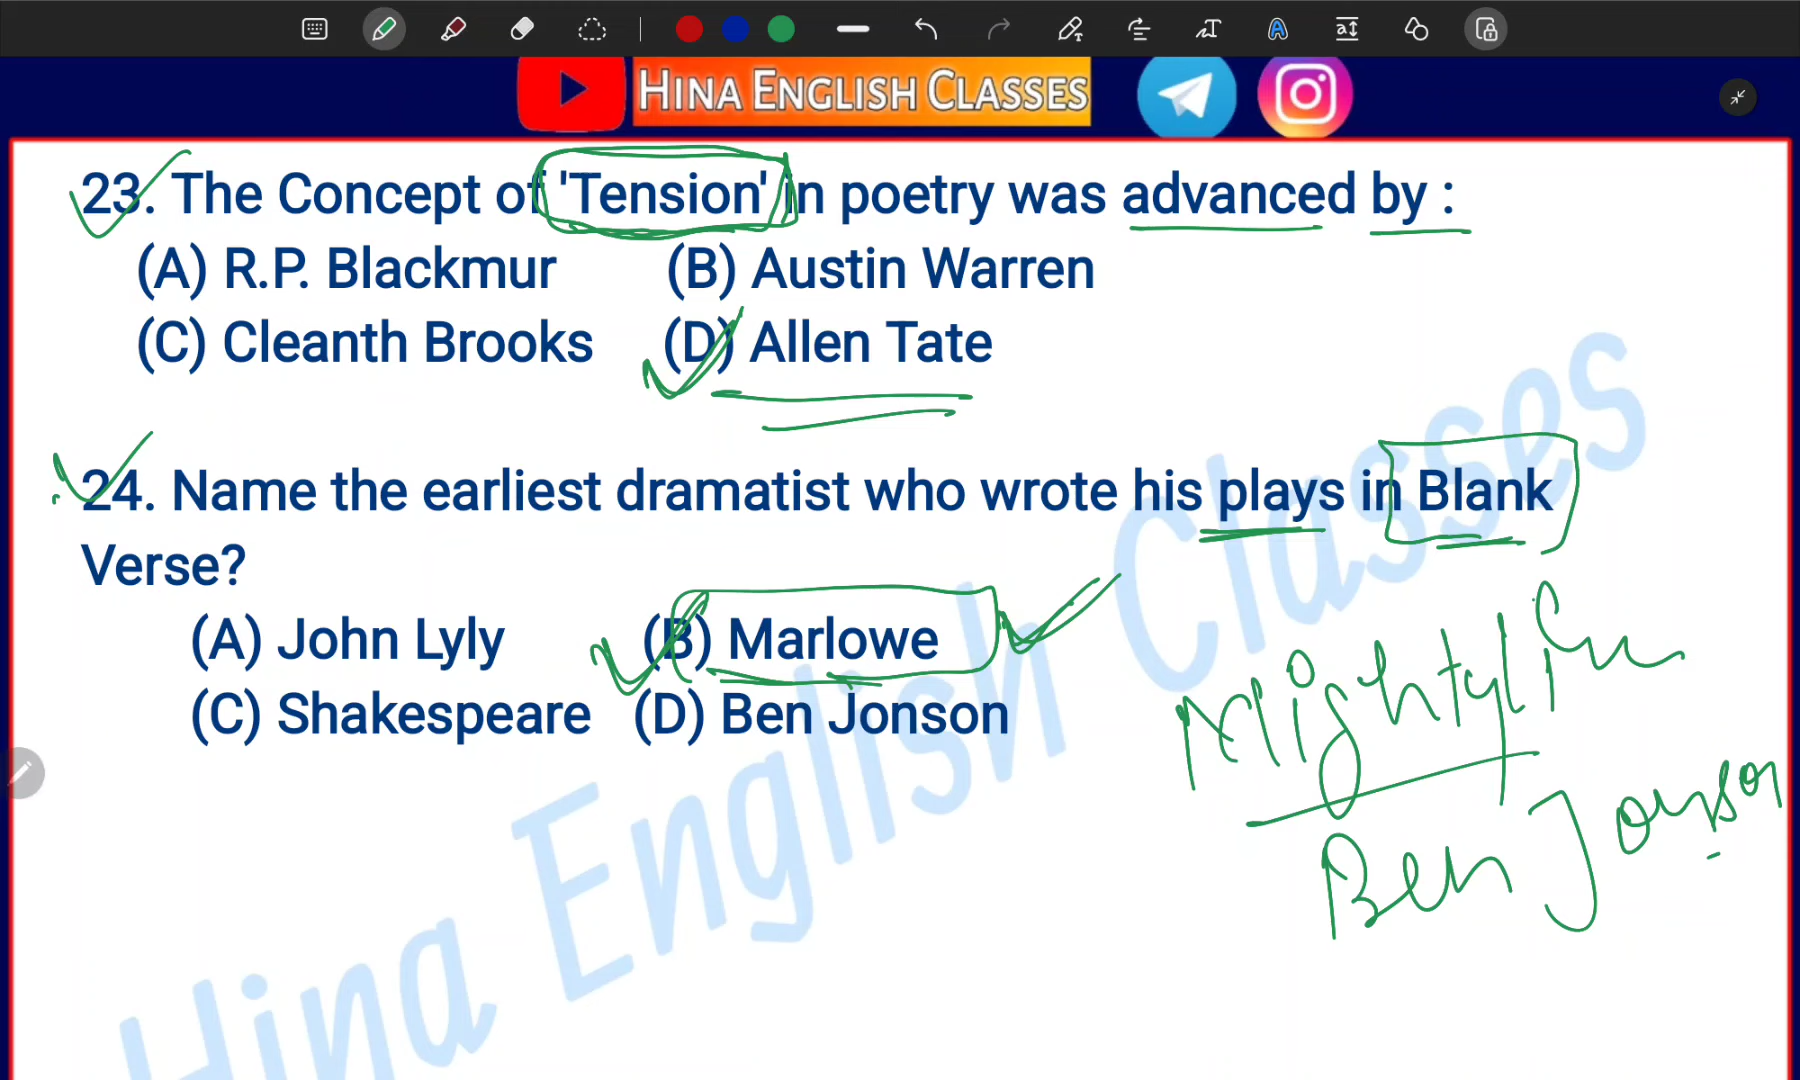 HINA ENGLISH CLASSES
23. The Concept of 'Tension' in poetry was advanced by :
(A) R.P. Blackmur (B) Austin Warren
(C) Cleanth Brooks (D) Allen Tate
24. Name the earliest dramatist who wrote his plays in Blank
Verse?
(A) John Lyly (B) Marlowe
(C) Shakespeare (D) Ben Jonson
Mighty
Ben Jonson
Hina English Classes